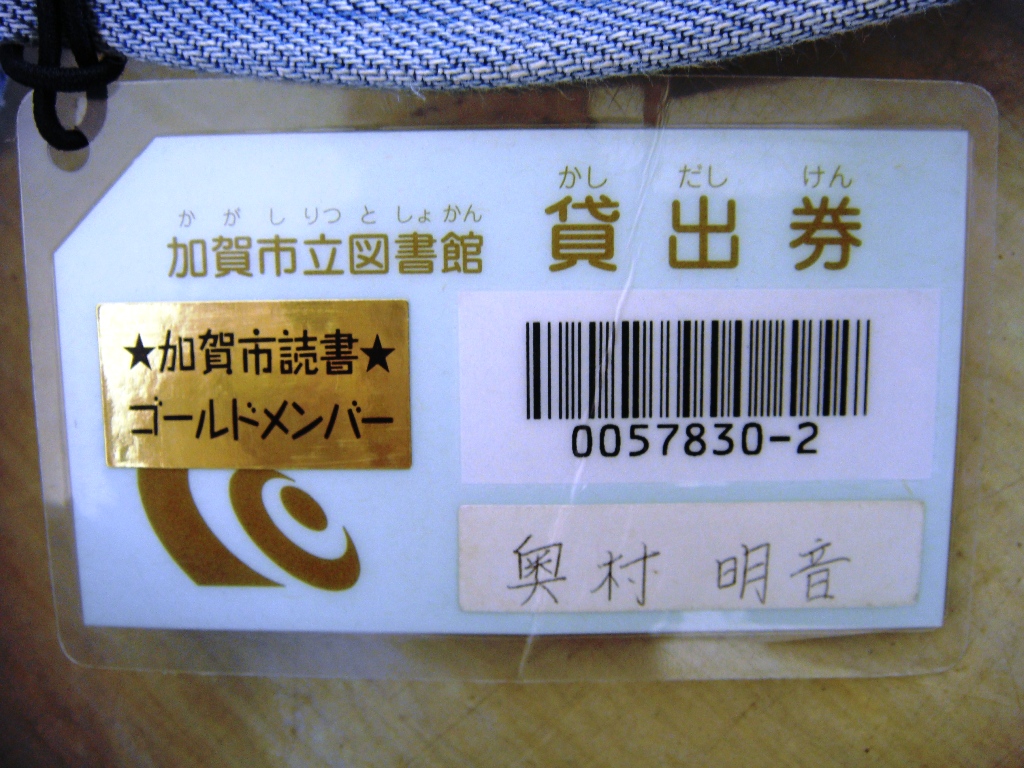 かがしりつとしょかん
加賀市立図書館
かし だし けん
貸出券
★加賀市読書★
ゴールドメンバー
0057830-2
奥村 明音